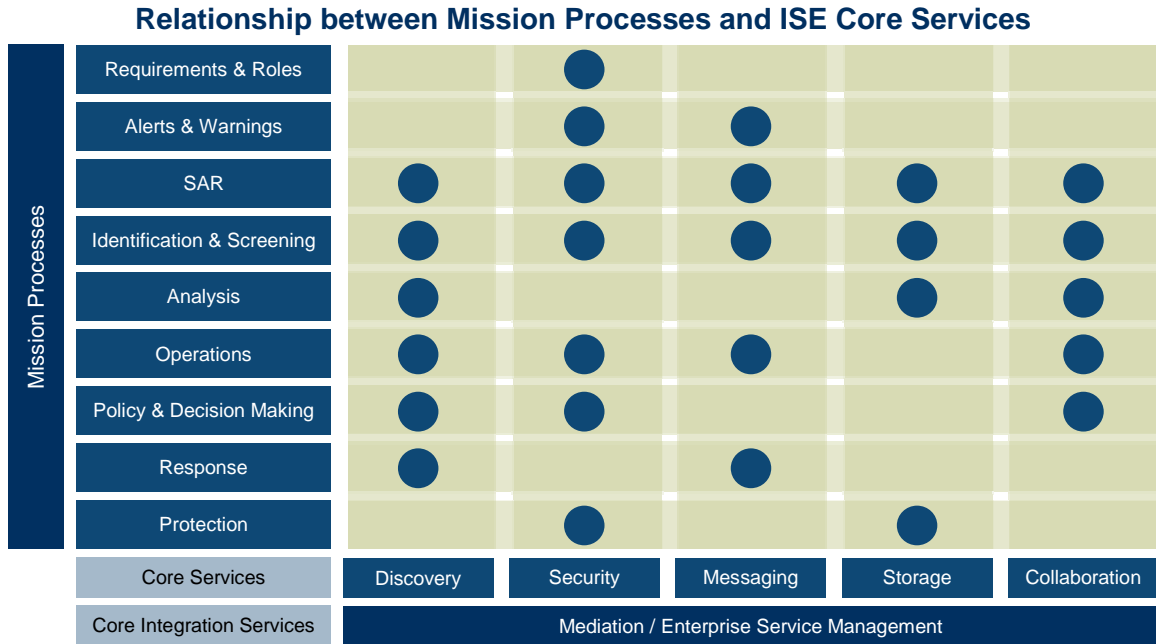 Relationship between Mission Processes and ISE Core Services
Mission Processes
Requirements & Roles
Alerts & Warnings
SAR
Identification & Screening
Analysis
Operations
Policy & Decision Making
Response
Protection
Core Services
Discovery
Security
Messaging
Storage
Collaboration
Core Integration Services
Mediation / Enterprise Service Management